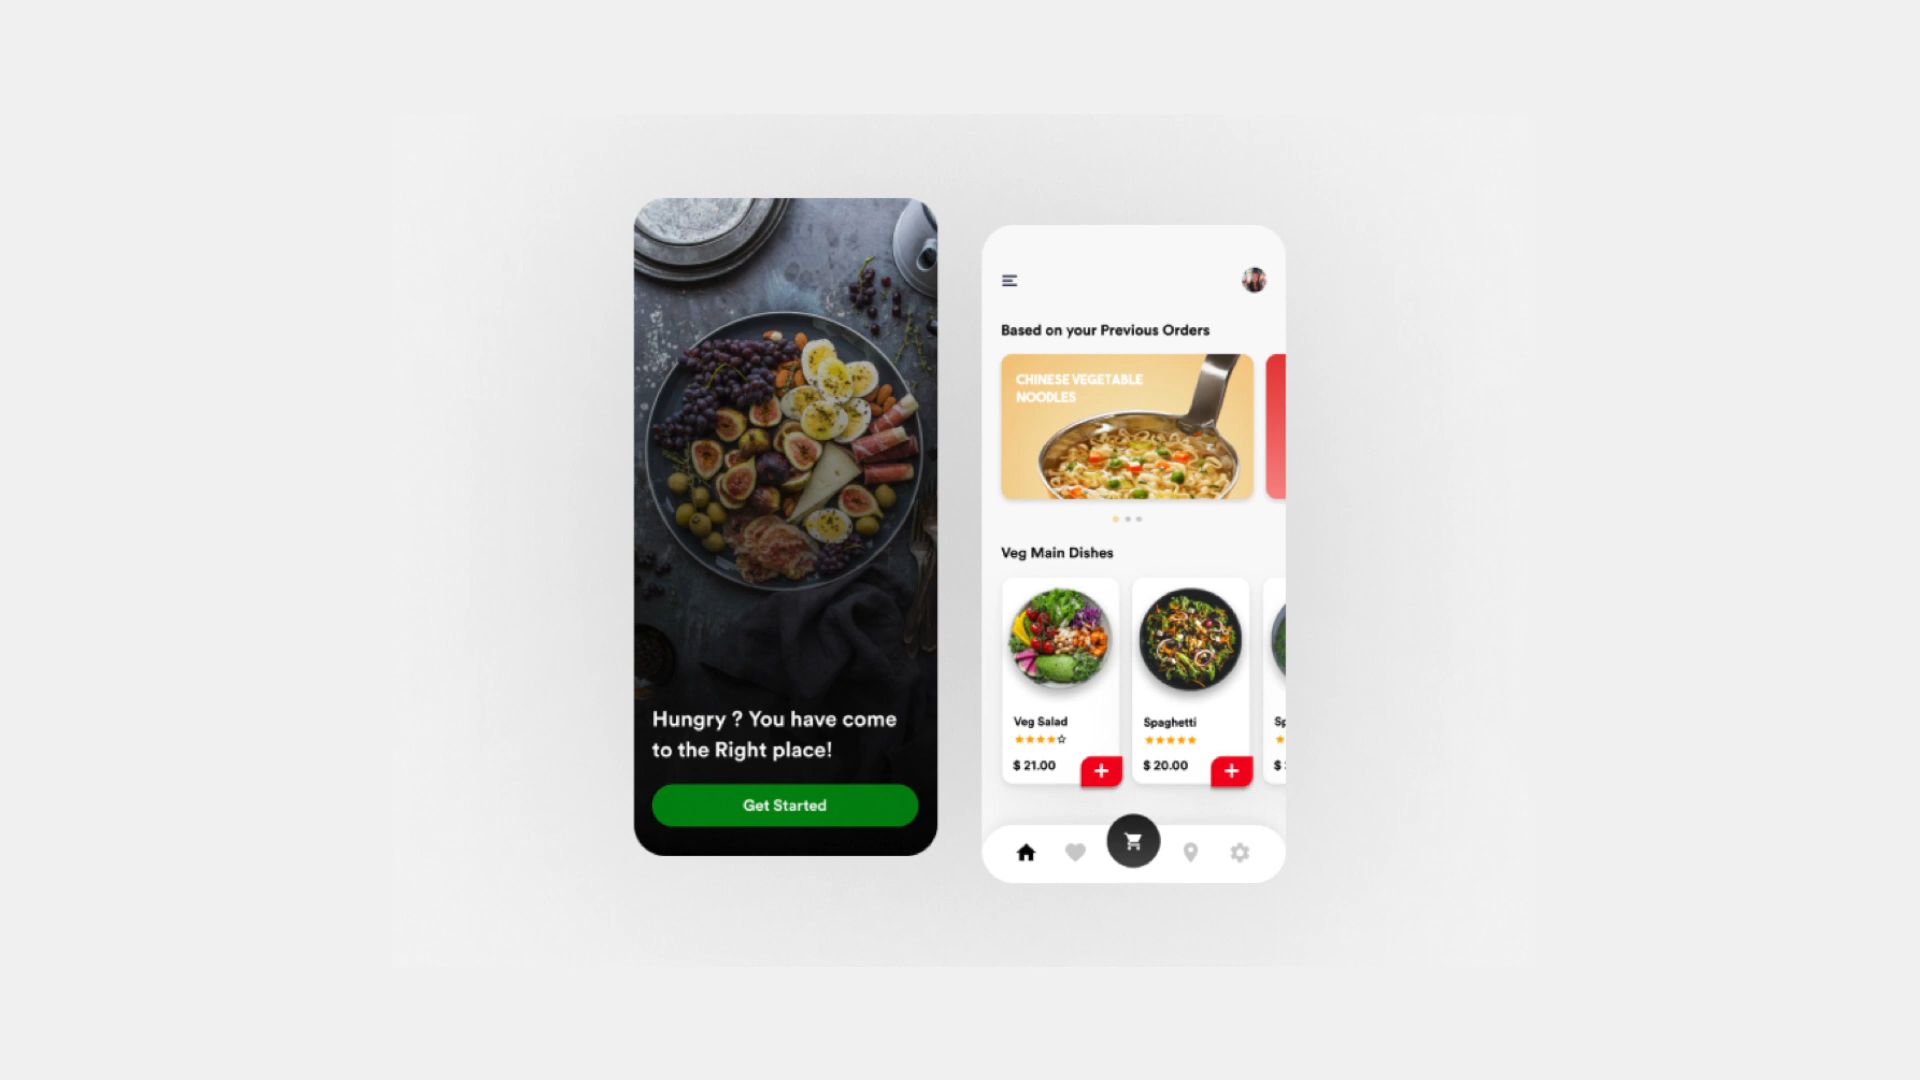 Hungry ? You have come
to the Right place!
Get Started
Based on your Previous Orders
CHINESE VEGETABLE
NOODLES
Veg Main Dishes
Veg Salad
$ 21.00
+
Spaghetti
$ 20.00
+
Sp
$